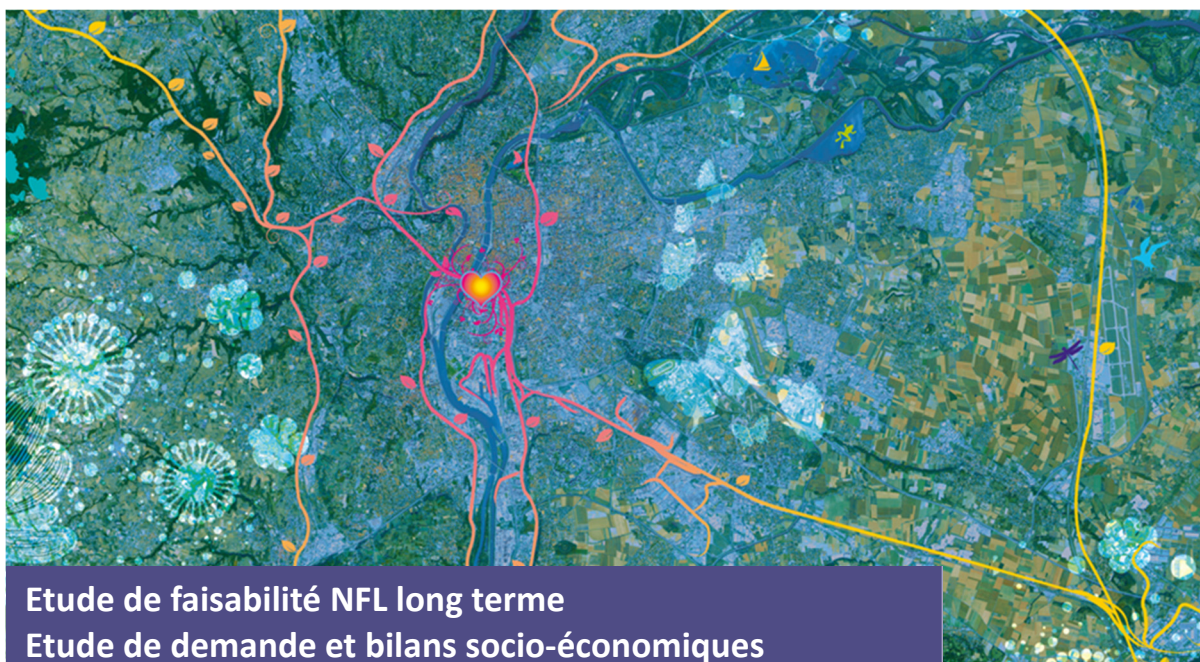 Etude de faisabilité NFL long terme
Etude de demande et bilans socio-économiques